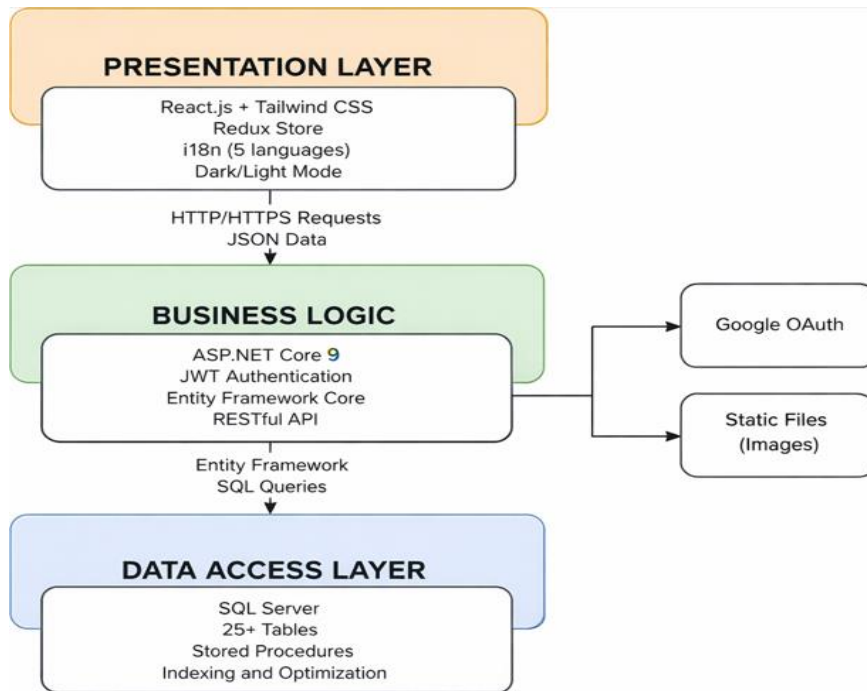 PRESENTATION LAYER
React.js + Tailwind CSS
Redux Store
i18n (5 languages)
Dark/Light Mode
HTTP/HTTPS Requests
JSON Data
BUSINESS LOGIC
ASP.NET Core 9
JWT Authentication
Entity Framework Core
RESTful API
Google OAuth
Static Files
(Images)
Entity Framework
SQL Queries
DATA ACCESS LAYER
SQL Server
25+ Tables
Stored Procedures
Indexing and Optimization